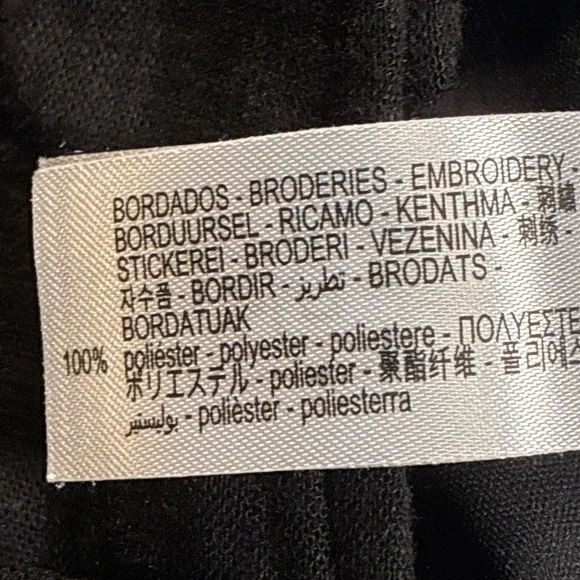 BORDADOS - BRODERIES - EMBROIDERY -
BORDUURSEL - RICAMO - KENTHMA - 刺繡
STICKEREI - BRODERI - VEZENINA - 刺绣 -
자수품 - BORDIR - تطريز - BRODATS -
BORDATUAK
100% poliéster - polyester - poliestere - ΠΟΛΥΕΣΤΕ
ポリエステル - poliester - 聚酯纤维 - 폴리에스
بوليستير - polièster - poliesterra